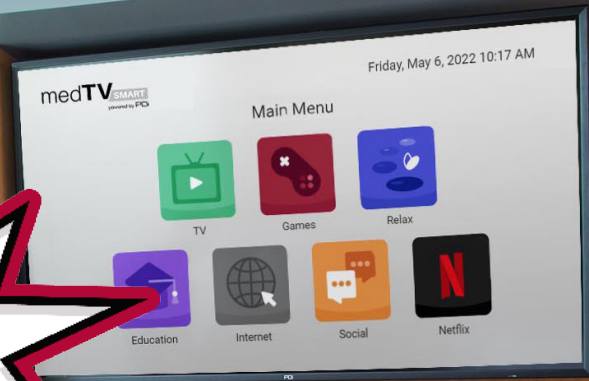 Friday, May 6, 2022 10:17 AM
medTV SMART
powered by PDi
Main Menu
TV
Games
Relax
Education
Internet
Social
N
Netflix
PDi